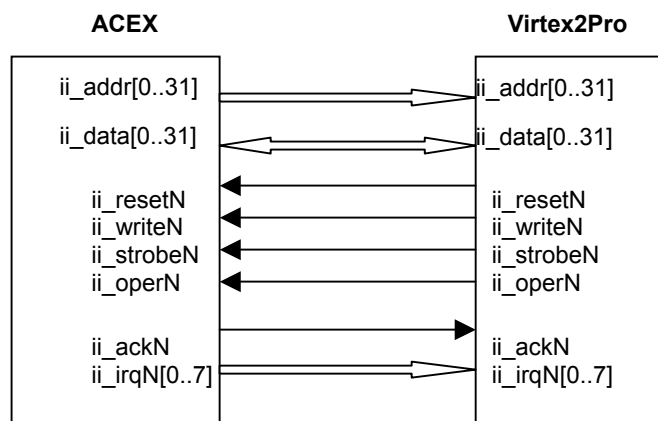 ACEX
Virtex2Pro
ii_addr[0..31]
ii_addr[0..31]
ii_data[0..31]
ii_data[0..31]
ii_resetN
ii_resetN
ii_writeN
ii_writeN
ii_strobeN
ii_strobeN
ii_operN
ii_operN
ii_ackN
ii_ackN
ii_irqN[0..7]
ii_irqN[0..7]